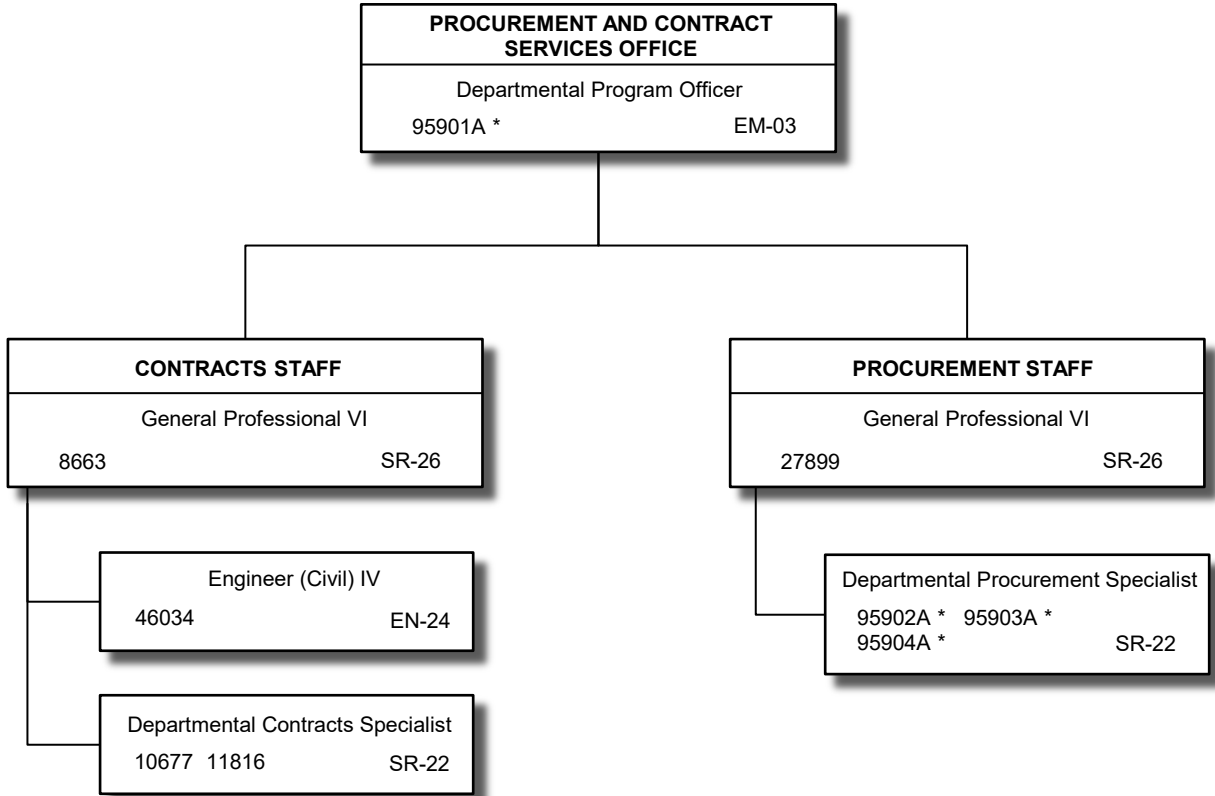 PROCUREMENT AND CONTRACT
SERVICES OFFICE
Departmental Program Officer
95901A * EM-03
CONTRACTS STAFF
General Professional VI
8663 SR-26
Engineer (Civil) IV
46034 EN-24
Departmental Contracts Specialist
10677 11816 SR-22
PROCUREMENT STAFF
General Professional VI
27899 SR-26
Departmental Procurement Specialist
95902A * 95903A *
95904A * SR-22